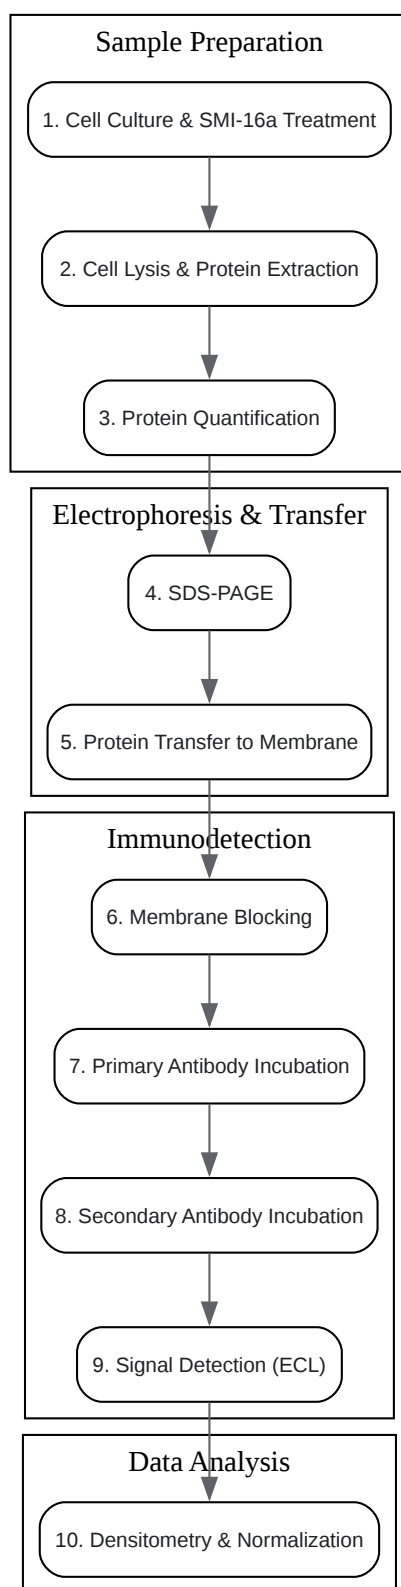 Sample Preparation
1. Cell Culture & SMI-16a Treatment
2. Cell Lysis & Protein Extraction
3. Protein Quantification
Electrophoresis & Transfer
4. SDS-PAGE
5. Protein Transfer to Membrane
Immunodetection
6. Membrane Blocking
7. Primary Antibody Incubation
8. Secondary Antibody Incubation
9. Signal Detection (ECL)
Data Analysis
10. Densitometry & Normalization